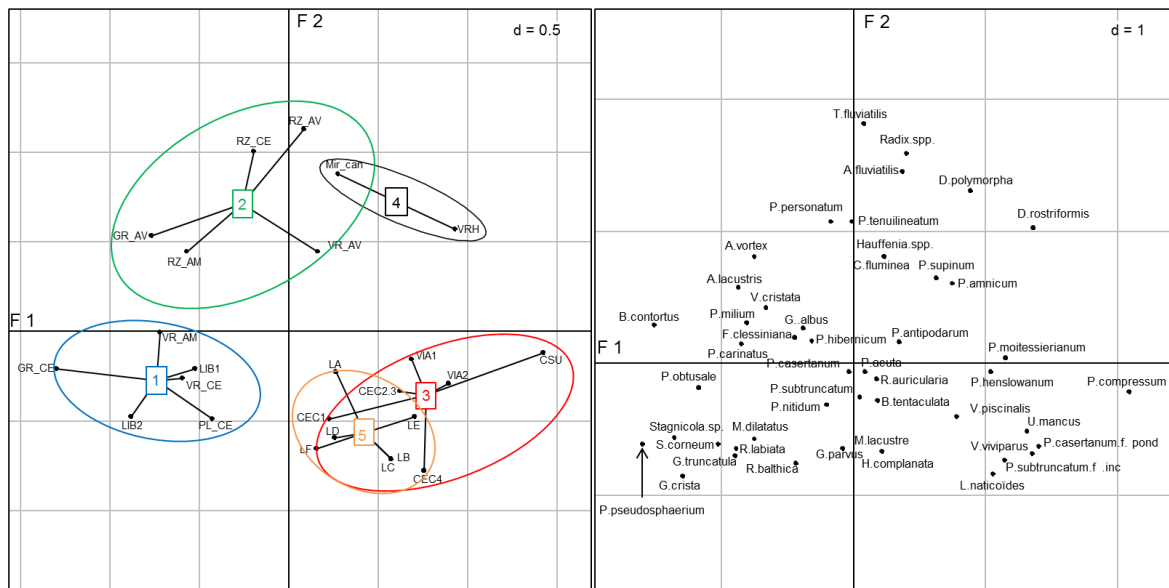 F 2
d = 0.5
RZ_AV
RZ_CE
Mir_can
2
4
GR_AV
VRH
RZ_AM
VR_AV
F 1
VR_AM
GR_CE
LIB1
1
VR_CE
LIB2
PL_CE
VIA1
CSU
LA
VIA2
CEC2.3
3
CEC1
LE
LD
5
LF
LB
LC
CEC4
F 2
d = 1
T.fluviatilis
Radix.spp.
A.fluviatilis
D.polymorpha
P.personatum
P.tenuilineatum
D.rostriformis
A.vortex
Hauffenia.spp.
C.fluminea
P.supinum
P.amnicum
A.lacustris
V.cristata
B.contortus
P.milium
G..albus
F.clessiniana
P.hibernicum
P.antipodarum
P.carinatus
P.moitessierianum
F 1
P.casertanum
P.acuta
P.obtusale
R.auricularia
P.henslowanum
P.compressum
P.subtruncatum
P.nitidum
B.tentaculata
V.piscinalis
U.mancus
Stagnicola.sp.
M.dilatatus
S.corneum
R.labiata
G.parvus
M.lacustre
V.viviparus
P.casertanum.f. pond
G.truncatula
R.balthica
H.complanata
P.subtruncatum.f .inc
G.crista
L.naticoïdes
P.pseudosphaerium